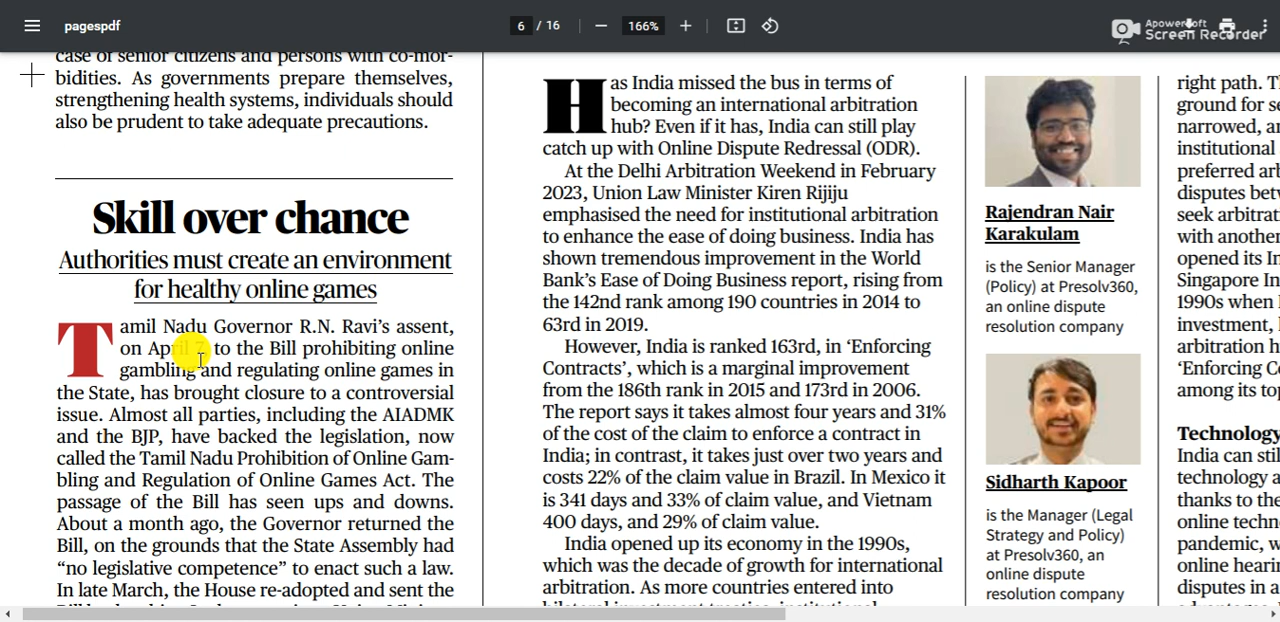 pagespdf
6 / 16
166%
Apowersoft
Screen Recorder
case of senior citizens and persons with co-mor-
bidities. As governments prepare themselves,
strengthening health systems, individuals should
also be prudent to take adequate precautions.
Skill over chance
Authorities must create an environment
for healthy online games
Tamil Nadu Governor R.N. Ravi's assent,
on April 7, to the Bill prohibiting online
gambling and regulating online games in
the State, has brought closure to a controversial
issue. Almost all parties, including the AIADMK
and the BJP, have backed the legislation, now
called the Tamil Nadu Prohibition of Online Gam-
bling and Regulation of Online Games Act. The
passage of the Bill has seen ups and downs.
About a month ago, the Governor returned the
Bill, on the grounds that the State Assembly had
“no legislative competence” to enact such a law.
In late March, the House re-adopted and sent the
Has India missed the bus in terms of
becoming an international arbitration
hub? Even if it has, India can still play
catch up with Online Dispute Redressal (ODR).
At the Delhi Arbitration Weekend in February
2023, Union Law Minister Kiren Rijiju
emphasised the need for institutional arbitration
to enhance the ease of doing business. India has
shown tremendous improvement in the World
Bank's Ease of Doing Business report, rising from
the 142nd rank among 190 countries in 2014 to
63rd in 2019.
However, India is ranked 163rd, in ‘Enforcing
Contracts’, which is a marginal improvement
from the 186th rank in 2015 and 173rd in 2006.
The report says it takes almost four years and 31%
of the cost of the claim to enforce a contract in
India; in contrast, it takes just over two years and
costs 22% of the claim value in Brazil. In Mexico it
is 341 days and 33% of claim value, and Vietnam
400 days, and 29% of claim value.
India opened up its economy in the 1990s,
which was the decade of growth for international
arbitration. As more countries entered into
Rajendran Nair
Karakulam
is the Senior Manager
(Policy) at Presolv360,
an online dispute
resolution company
Sidharth Kapoor
is the Manager (Legal
Strategy and Policy)
at Presolv360, an
online dispute
resolution company
right path. T
ground for se
narrowed, an
institutional
preferred arb
disputes betw
seek arbitrati
with another
opened its In
Singapore In
1990s when I
investment,
arbitration h
‘Enforcing Co
among its top
Technology
India can stil
technology a
thanks to the
online techn
pandemic, w
online hearin
disputes in a